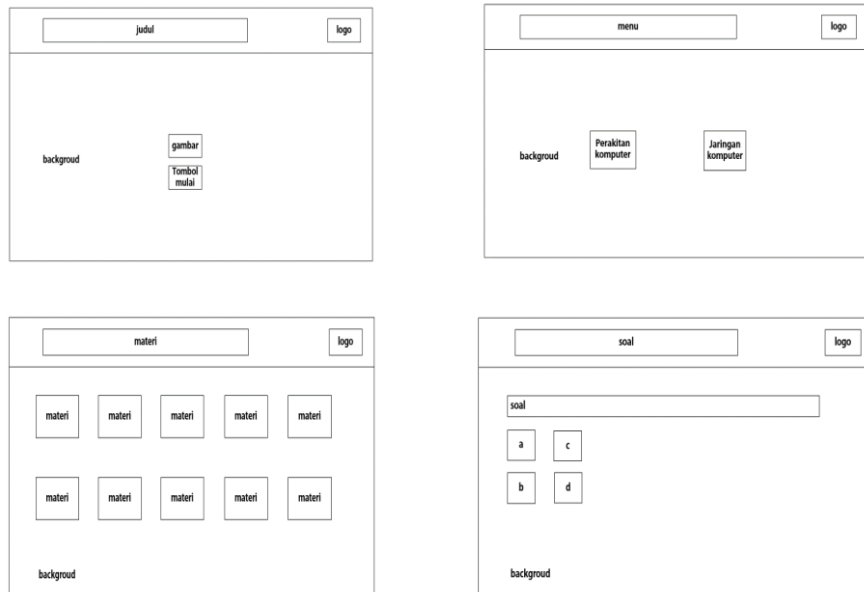 judul
logo
backgroud
gambar
Tombol
mulai
menu
logo
backgroud
Perakitan
komputer
Jaringan
komputer
materi
logo
materi materi materi materi materi
materi materi materi materi materi
backgroud
soal
logo
soal
a c
b d
backgroud